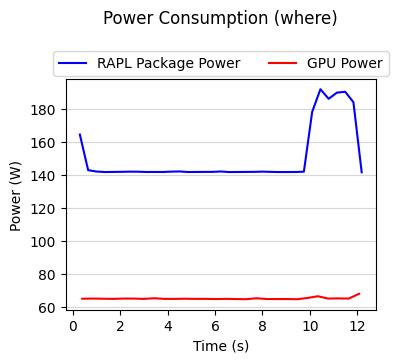 Power Consumption (where)
RAPL Package Power GPU Power
180
160
140
120
100
80
60
Power (W)
0 2 4 6 8 10 12
Time (s)